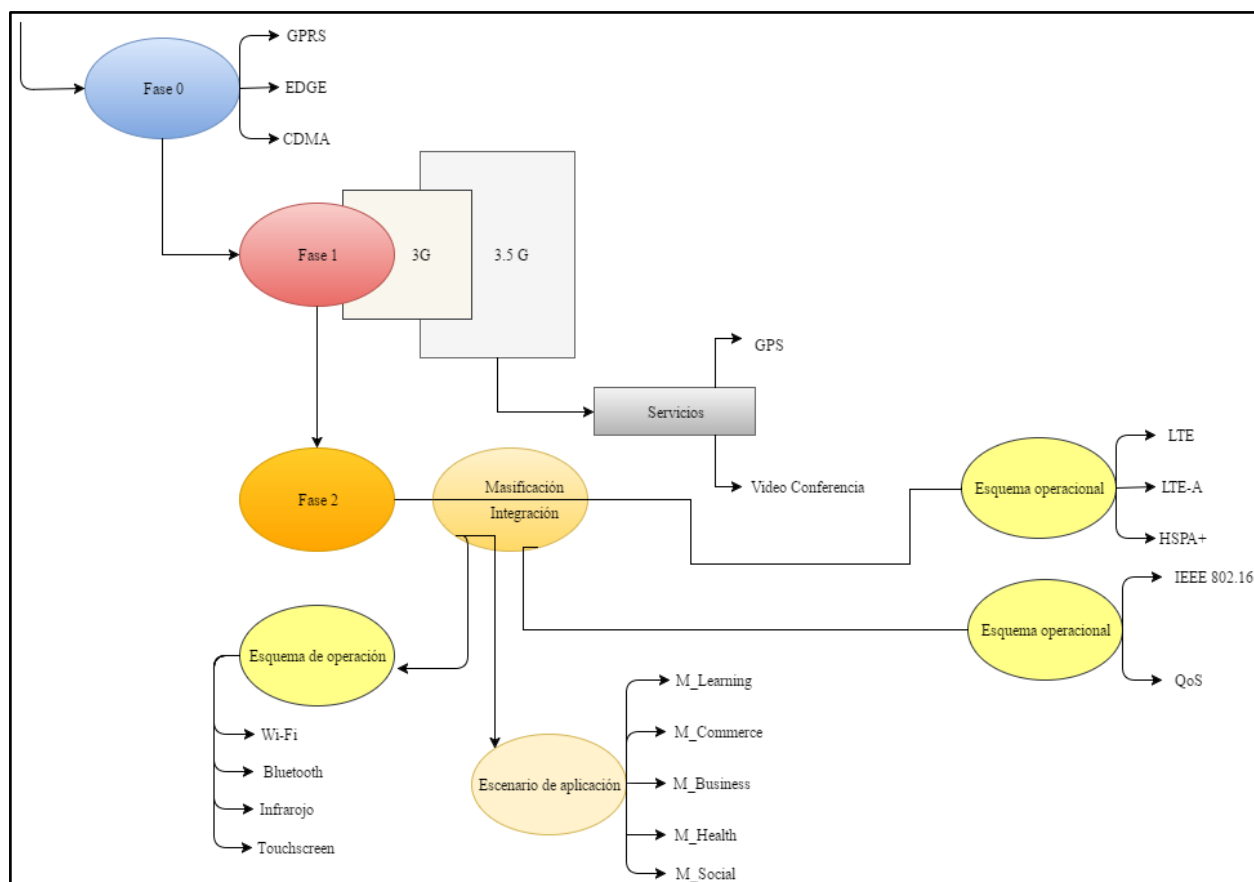 GPRS
Fase 0
EDGE
CDMA
Fase 1
3G
3.5 G
GPS
Servicios
Video Conferencia
Fase 2
Masificación
Integración
Esquema operacional
LTE
LTE-A
HSPA+
Esquema operacional
IEEE 802.16
QoS
Esquema de operación
Wi-Fi
Bluetooth
Infrarojo
Touchscreen
Escenario de aplicación
M_Learning
M_Commerce
M_Business
M_Health
M_Social